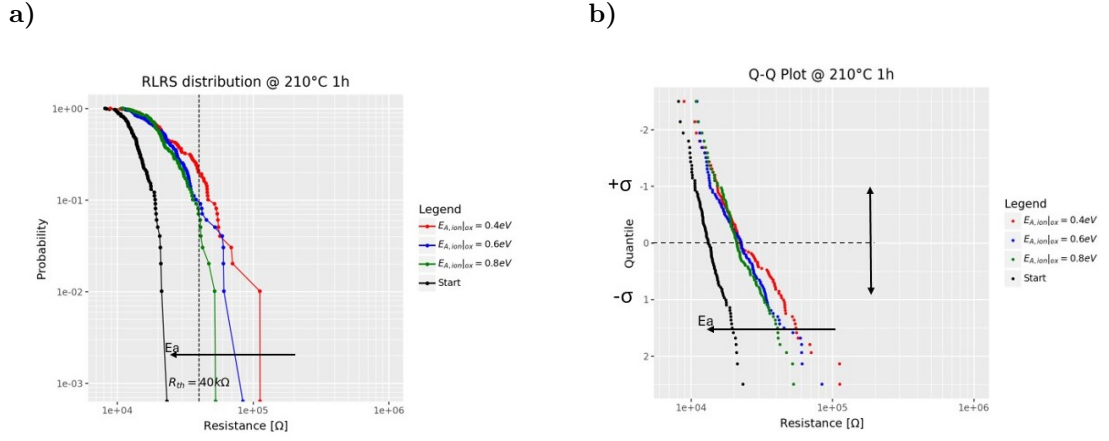 a)
RLRS distribution @ 210°C 1h
Probability
1e+00
1e-01
1e-02
1e-03
1e+04
1e+05
1e+06
Resistance [Ω]
Ea
R_th = 40kΩ
Legend
E_A,ion|ox = 0.4eV
E_A,ion|ox = 0.6eV
E_A,ion|ox = 0.8eV
Start
b)
Q-Q Plot @ 210°C 1h
+σ
-σ
Quantile
-2
-1
0
1
2
1e+04
1e+05
1e+06
Resistance [Ω]
Ea
Legend
E_A,ion|ox = 0.4eV
E_A,ion|ox = 0.6eV
E_A,ion|ox = 0.8eV
Start